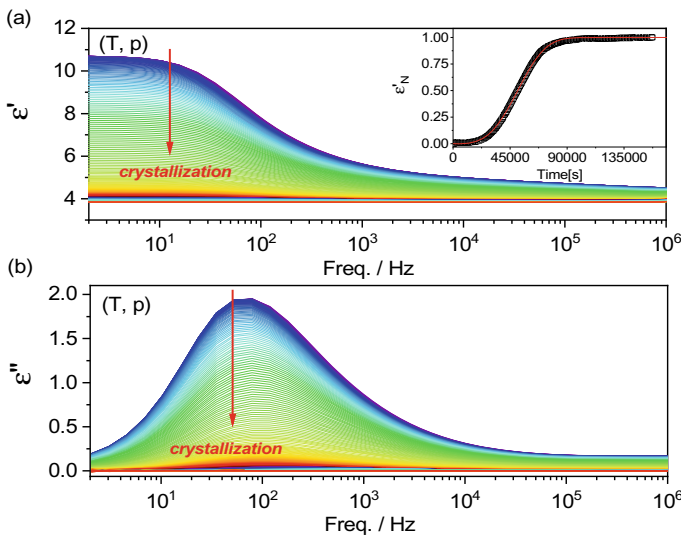 (a)
(T, p)
12
10
8
6
4
ε'
crystallization
10¹
10²
10³
10⁴
10⁵
10⁶
Freq. / Hz
1.00
0.75
0.50
0.25
0.00
ε'N
0
45000
90000
135000
Time[s]
(b)
(T, p)
2.0
1.5
1.0
0.5
0.0
ε"
crystallization
10¹
10²
10³
10⁴
10⁵
10⁶
Freq. / Hz